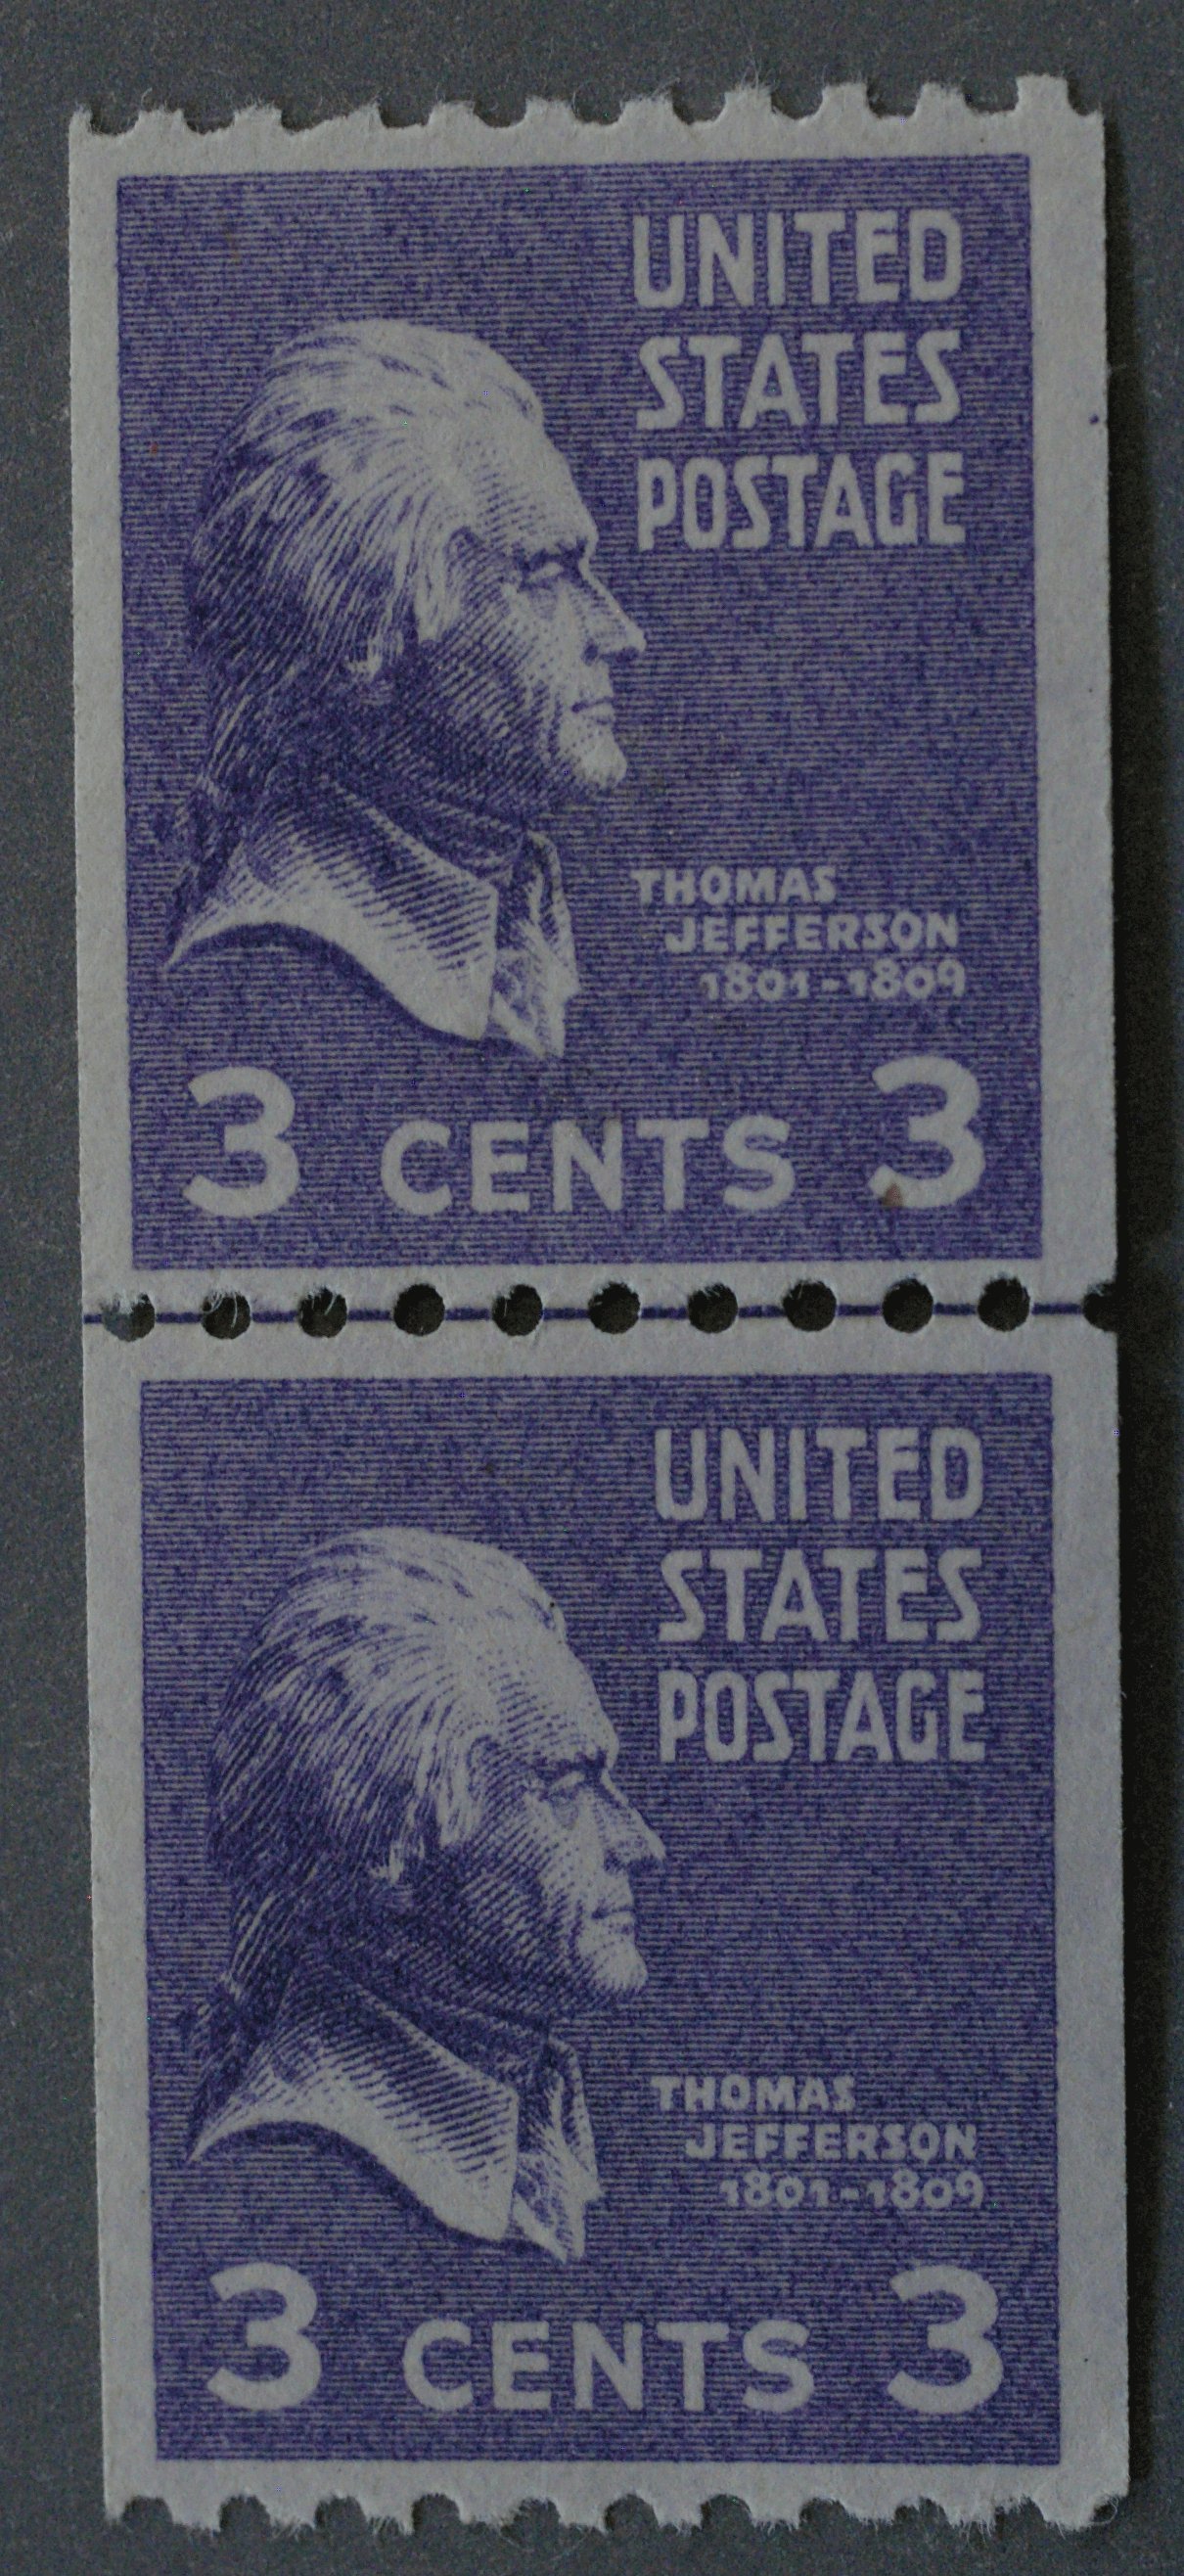 UNITED
STATES
POSTAGE
THOMAS
JEFFERSON
1801-1809
3 CENTS 3
UNITED
STATES
POSTAGE
THOMAS
JEFFERSON
1801-1809
3 CENTS 3